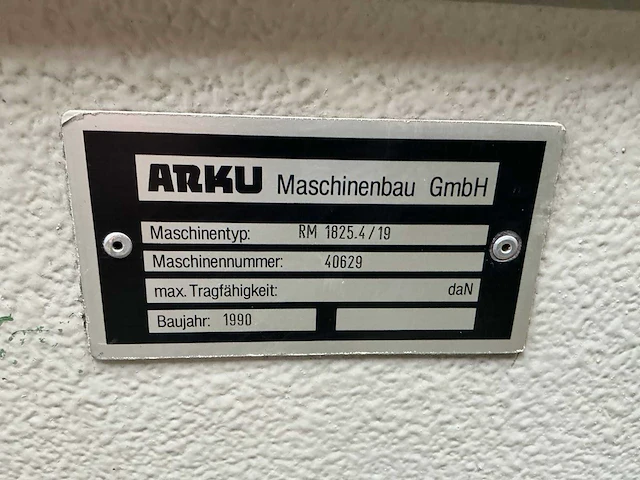 ARKU Maschinenbau GmbH
Maschinentyp: RM 1825.4/19
Maschinennummer: 40629
max. Tragfähigkeit: daN
Baujahr: 1990